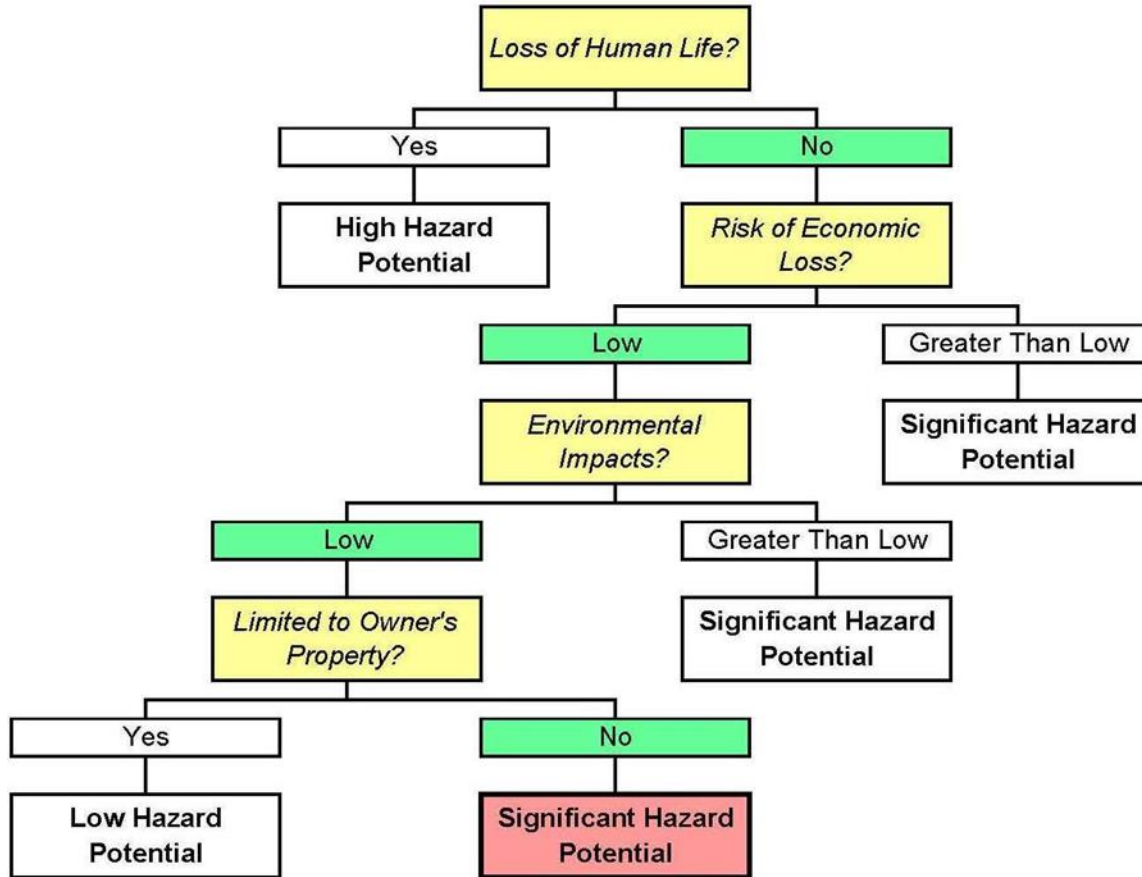 Loss of Human Life?
Yes
No
High Hazard
Potential
Risk of Economic
Loss?
Low
Greater Than Low
Environmental
Impacts?
Significant Hazard
Potential
Low
Greater Than Low
Limited to Owner's
Property?
Significant Hazard
Potential
Yes
No
Low Hazard
Potential
Significant Hazard
Potential